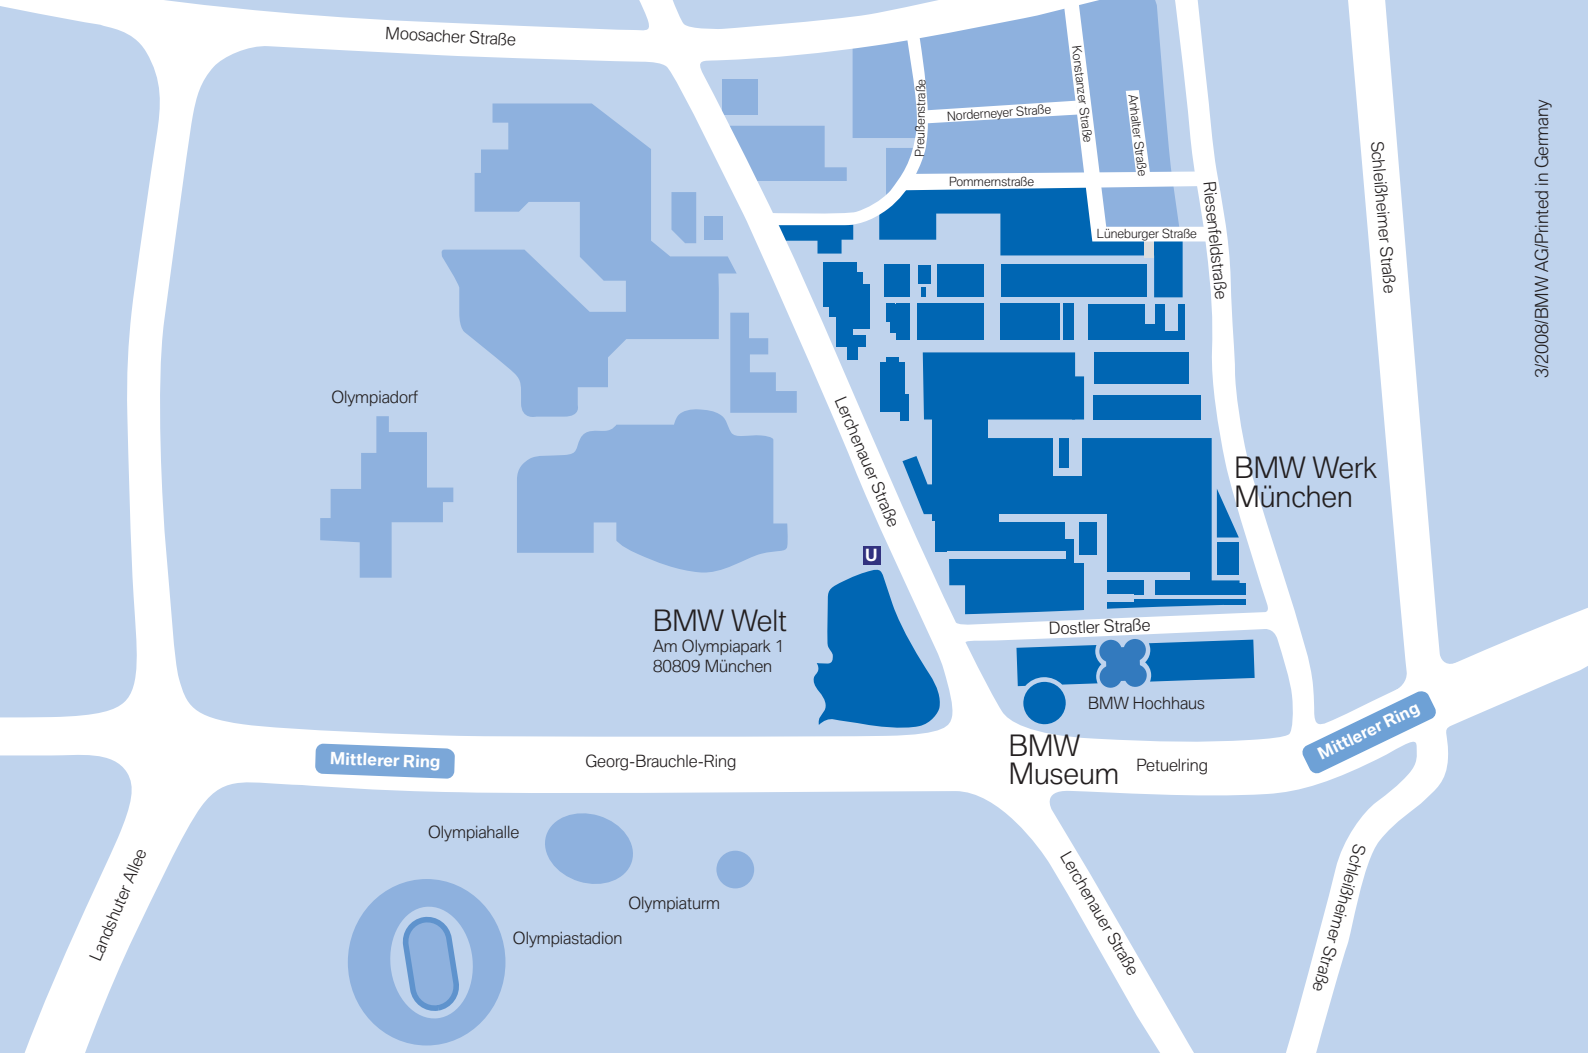 Moosacher Straße
Preußenstraße
Norderneyer Straße
Konstanzer Straße
Anhalter Straße
Pommernstraße
Lüneburger Straße
Riesenfeldstraße
Schleißheimer Straße
3/2008/BMW AG/Printed in Germany
Olympiadorf
Lerchenauer Straße
BMW Werk
München
U
BMW Welt
Am Olympiapark 1
80809 München
Dostler Straße
BMW Hochhaus
BMW
Museum
Mittlerer Ring
Georg-Brauchle-Ring
Petuelring
Mittlerer Ring
Olympiahalle
Olympiaturm
Olympiastadion
Landshuter Allee
Lerchenauer Straße
Schleißheimer Straße